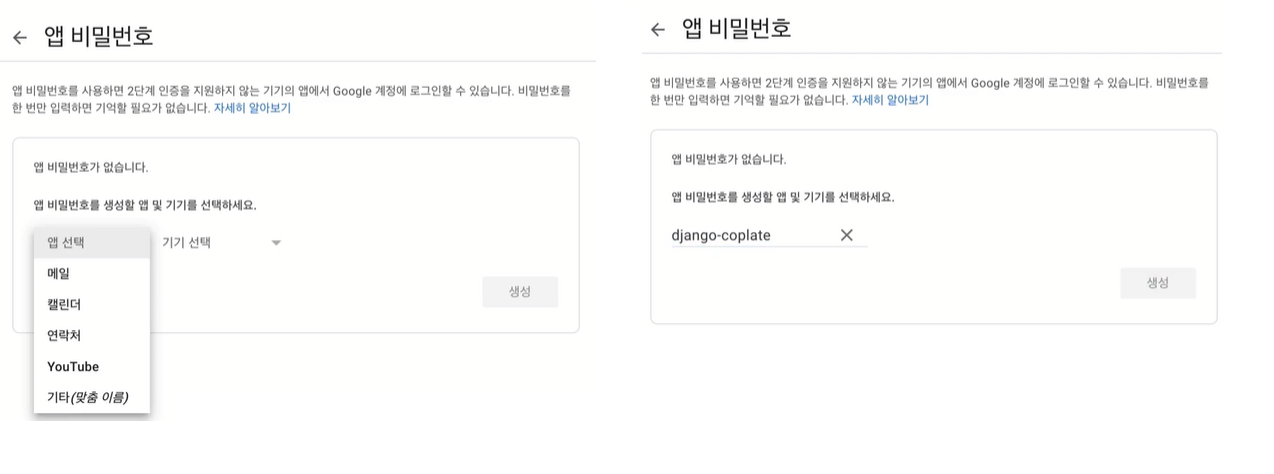 앱 비밀번호
앱 비밀번호를 사용하면 2단계 인증을 지원하지 않는 기기의 앱에서 Google 계정에 로그인할 수 있습니다. 비밀번호를
한 번만 입력하면 기억할 필요가 없습니다. 자세히 알아보기
앱 비밀번호가 없습니다.
앱 비밀번호를 생성할 앱 및 기기를 선택하세요.
앱 선택 기기 선택
메일
캘린더
연락처
YouTube
기타(맞춤 이름)
생성
앱 비밀번호
앱 비밀번호를 사용하면 2단계 인증을 지원하지 않는 기기의 앱에서 Google 계정에 로그인할 수 있습니다. 비밀번호를
한 번만 입력하면 기억할 필요가 없습니다. 자세히 알아보기
앱 비밀번호가 없습니다.
앱 비밀번호를 생성할 앱 및 기기를 선택하세요.
django-coplate
생성